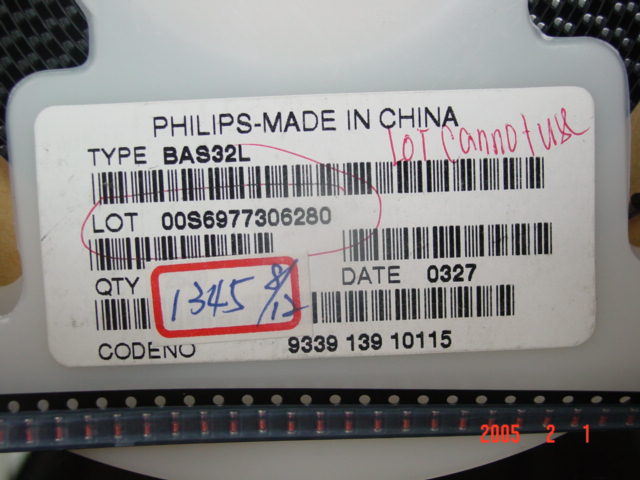 PHILIPS-MADE IN CHINA
Lot cannot use
TYPE BAS32L
LOT 00S6977306280
QTY 1345 8/12
DATE 0327
CODENO 9339 139 10115
2005 2 1